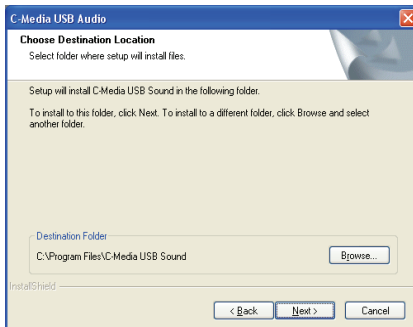 C-Media USB Audio
Choose Destination Location
Select folder where setup will install files.
Setup will install C-Media USB Sound in the following folder.
To install to this folder, click Next. To install to a different folder, click Browse and select
another folder.
Destination Folder
C:\Program Files\C-Media USB Sound
Browse...
InstallShield
< Back
Next >
Cancel